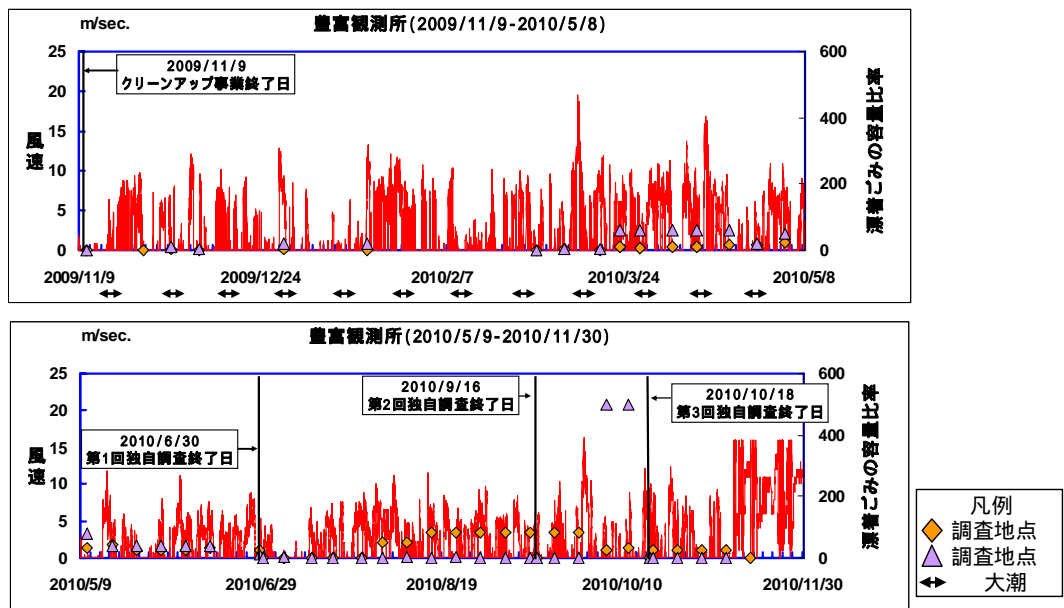 m/sec.
豊富観測所(2009/11/9-2010/5/8)
25
20
15
10
5
0
600
400
200
0
風速
漂着ごみの容量比率
2009/11/9
クリーンアップ事業終了日
2009/11/9
2009/12/24
2010/2/7
2010/3/24
2010/5/8
m/sec.
豊富観測所(2010/5/9-2010/11/30)
25
20
15
10
5
0
600
400
200
0
風速
漂着ごみの容量比率
2010/6/30
第1回独自調査終了日
2010/9/16
第2回独自調査終了日
2010/10/18
第3回独自調査終了日
2010/5/9
2010/6/29
2010/8/19
2010/10/10
2010/11/30
凡例
調査地点
調査地点
大潮